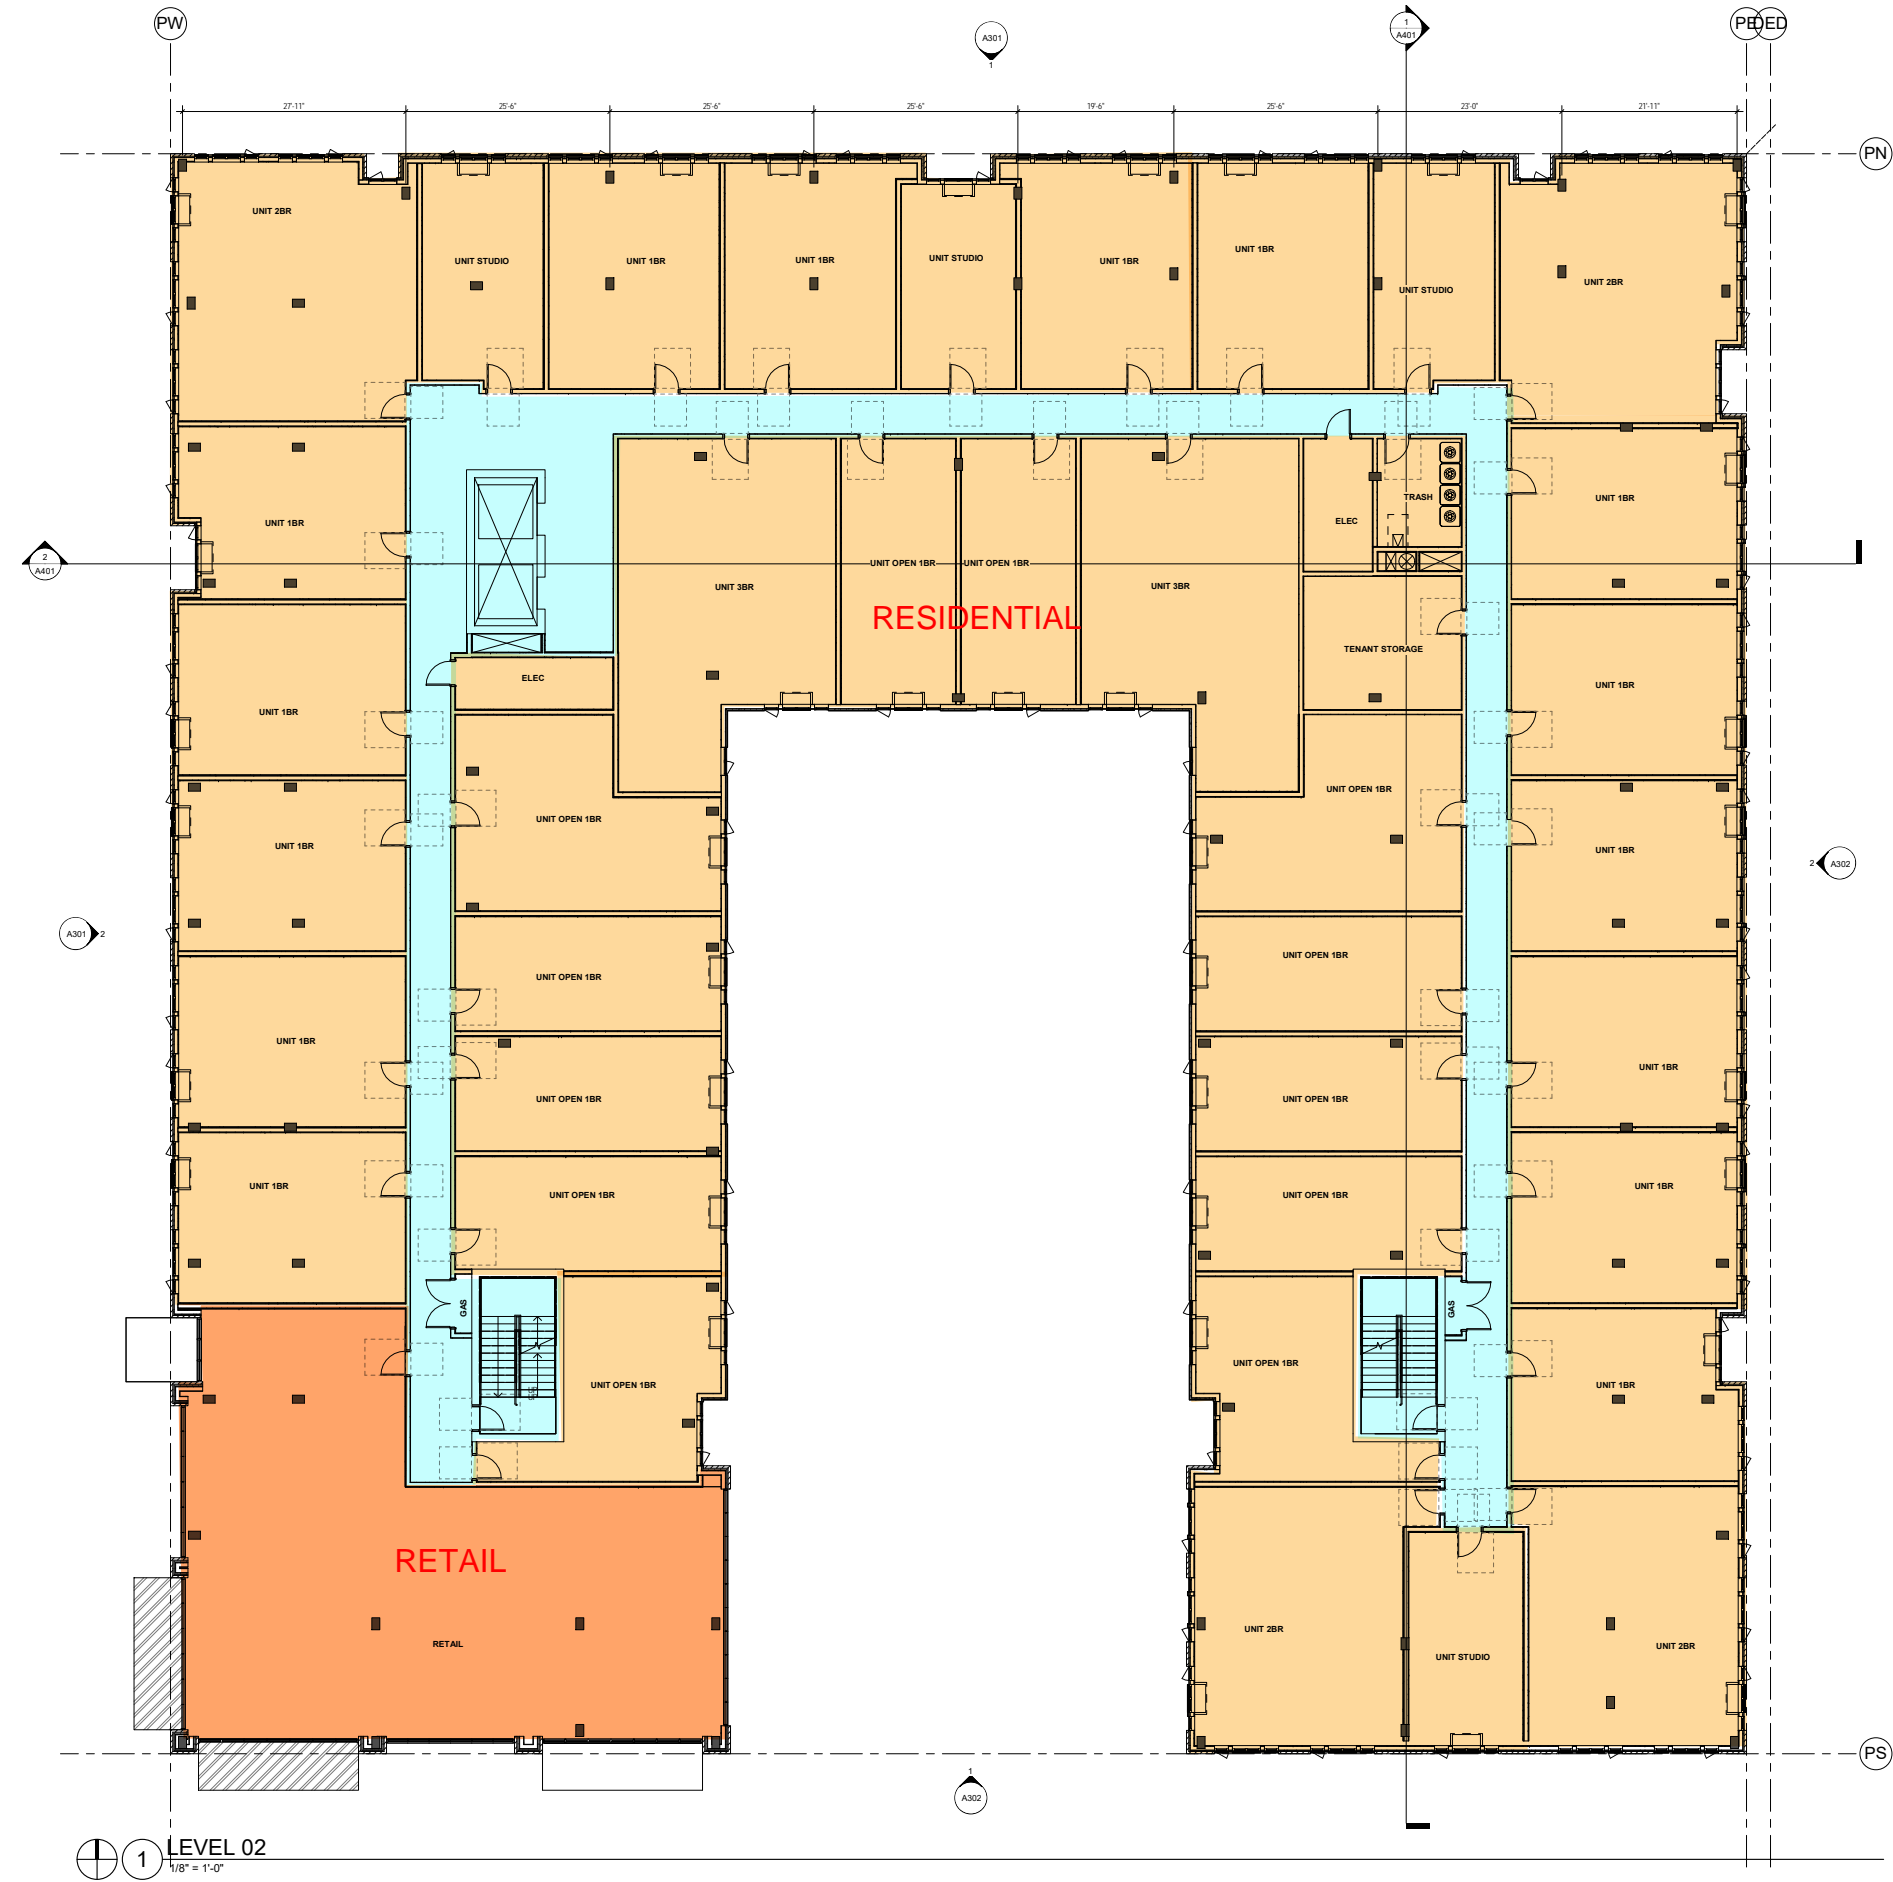 PW
A301
1
1
A401
PE
DED
27'-11"
25'-6"
25'-6"
25'-6"
19'-6"
25'-6"
23'-0"
21'-11"
PN
UNIT 2BR
UNIT STUDIO
UNIT 1BR
UNIT 1BR
UNIT STUDIO
UNIT 1BR
UNIT 1BR
UNIT STUDIO
UNIT 2BR
UNIT 1BR
TRASH
UNIT 1BR
ELEC
2
A401
UNIT 3BR
UNIT OPEN 1BR
UNIT OPEN 1BR
UNIT 3BR
RESIDENTIAL
TENANT STORAGE
ELEC
UNIT 1BR
UNIT 1BR
UNIT OPEN 1BR
UNIT OPEN 1BR
UNIT 1BR
UNIT 1BR
2
A302
A301
2
UNIT OPEN 1BR
UNIT OPEN 1BR
UNIT 1BR
UNIT 1BR
UNIT OPEN 1BR
UNIT OPEN 1BR
UNIT 1BR
UNIT OPEN 1BR
UNIT OPEN 1BR
UNIT 1BR
GAS
GAS
UNIT OPEN 1BR
UNIT OPEN 1BR
UNIT 1BR
RETAIL
RETAIL
UNIT 2BR
UNIT STUDIO
UNIT 2BR
PS
1
A302
1
LEVEL 02
1/8" = 1'-0"